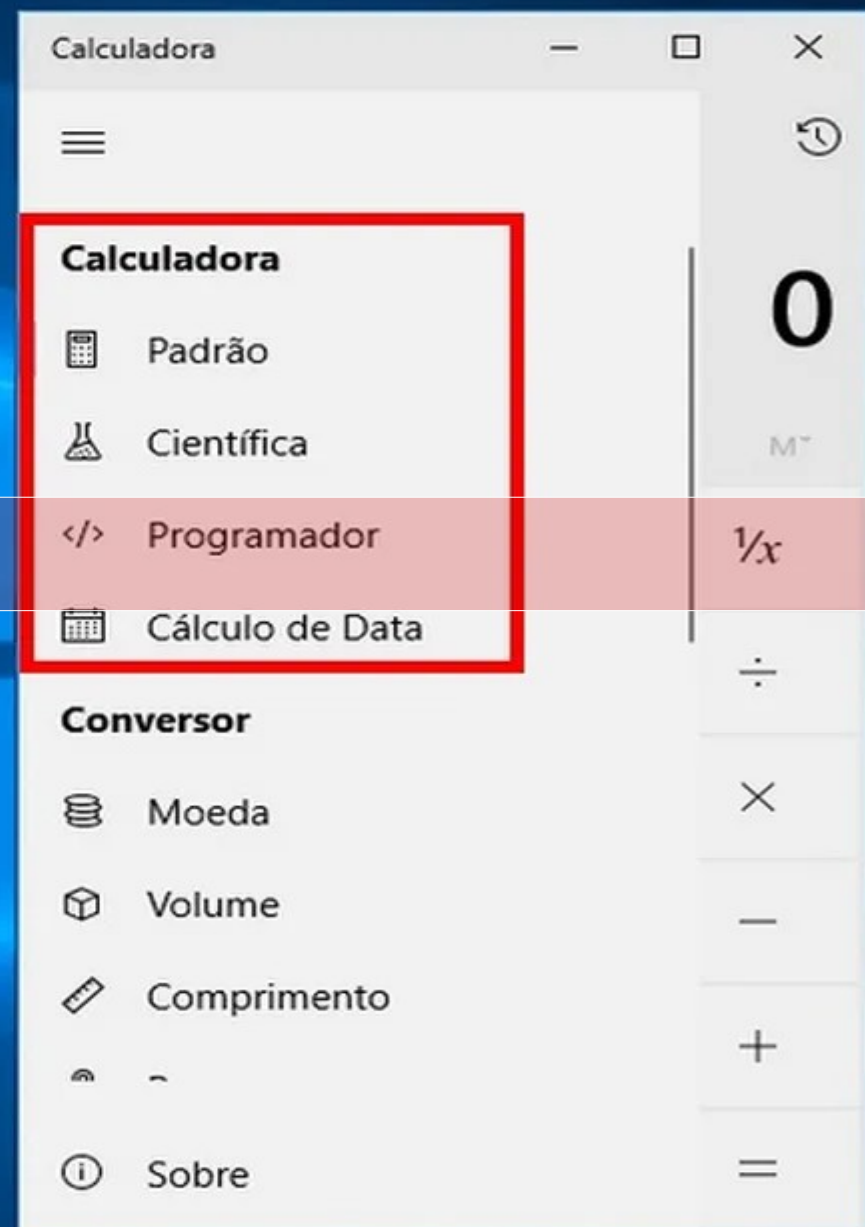 Calculadora
Calculadora
0
Padrão
Científica
M
</> Programador
1/x
Cálculo de Data
÷
Conversor
Moeda
×
Volume
−
Comprimento
+
Sobre
=